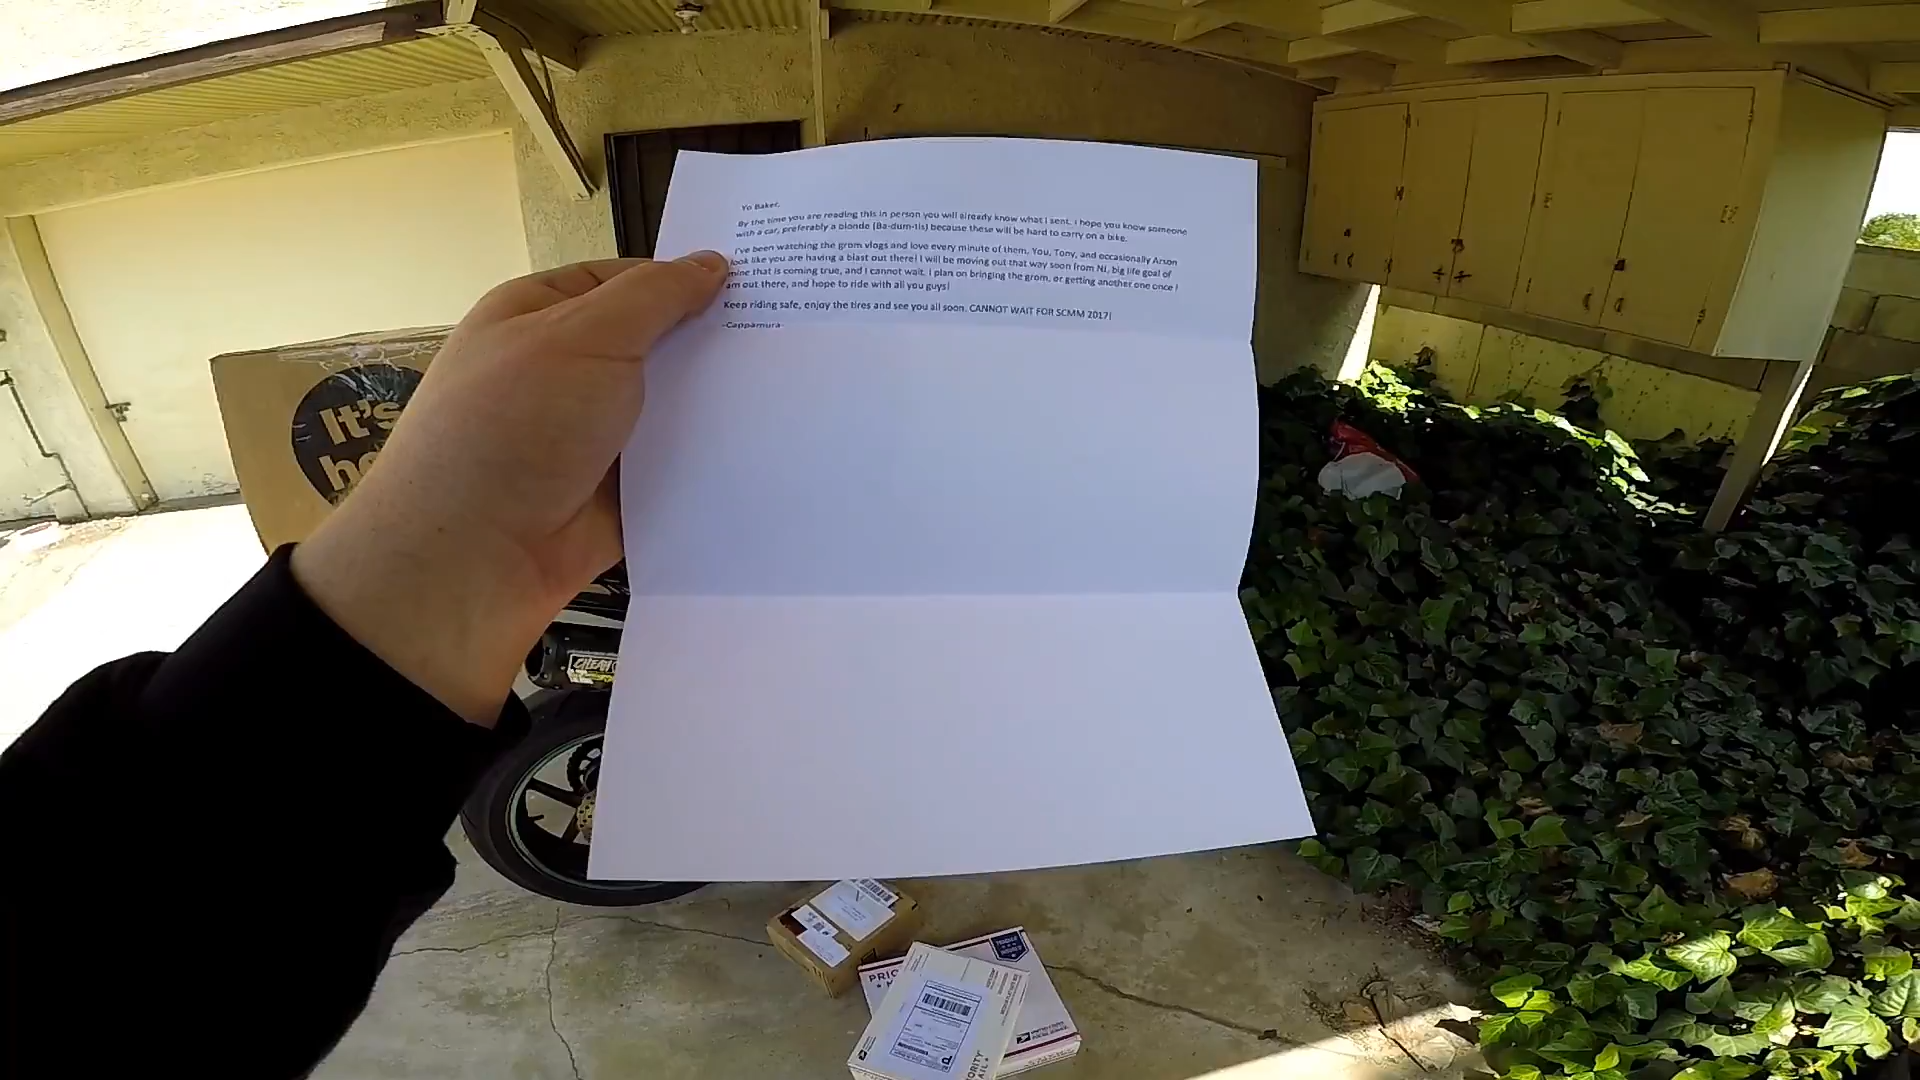 Yo Baker,
By the time you are reading this in person you will already know what I sent. I hope you know someone
with a car, preferably a blonde (Ba-dum-tis) because these will be hard to carry on a bike.
I've been watching the grom vlogs and love every minute of them. You, Tony, and occasionally Arson
look like you are having a blast out there! I will be moving out that way soon from NJ, big life goal of
mine that is coming true, and I cannot wait. I plan on bringing the grom, or getting another one once I
am out there, and hope to ride with all you guys!
Keep riding safe, enjoy the tires and see you all soon. CANNOT WAIT FOR SCMM 2017!
-Cappamura-
It's
PRIORITY
UNITED STATES
P